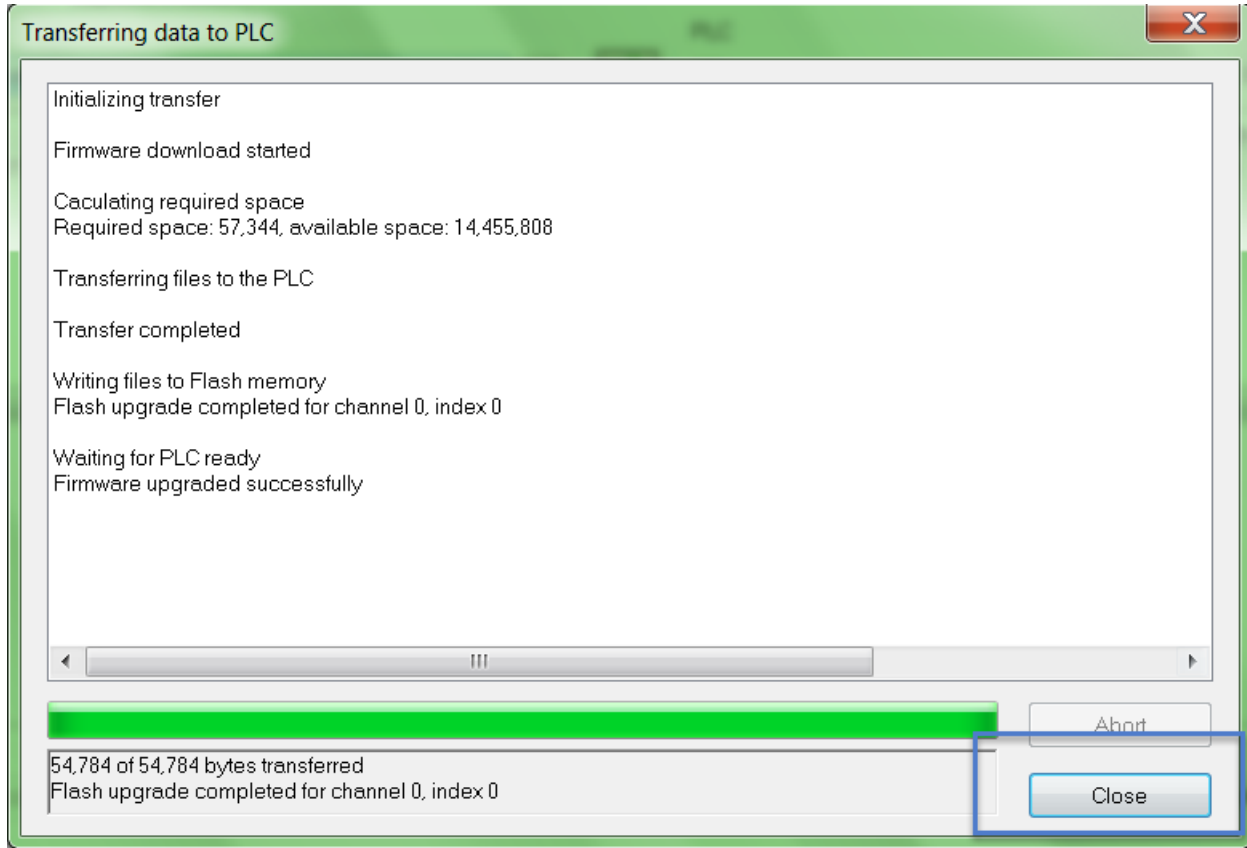 Transferring data to PLC
PLC
Initializing transfer
Firmware download started
Caculating required space
Required space: 57,344, available space: 14,455,808
Transferring files to the PLC
Transfer completed
Writing files to Flash memory
Flash upgrade completed for channel 0, index 0
Waiting for PLC ready
Firmware upgraded successfully
Abort
54,784 of 54,784 bytes transferred
Flash upgrade completed for channel 0, index 0
Close